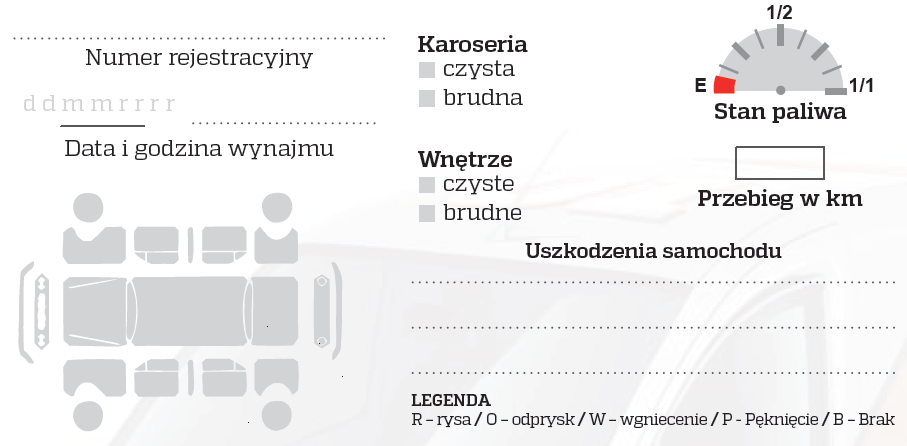 Numer rejestracyjny
d d m m r r r r
Data i godzina wynajmu
Karoseria
czysta
brudna
Wnętrze
czyste
brudne
1/2
E
1/1
Stan paliwa
Przebieg w km
Uszkodzenia samochodu
LEGENDA
R – rysa / O – odprysk / W – wgniecenie / P - Pęknięcie / B – Brak